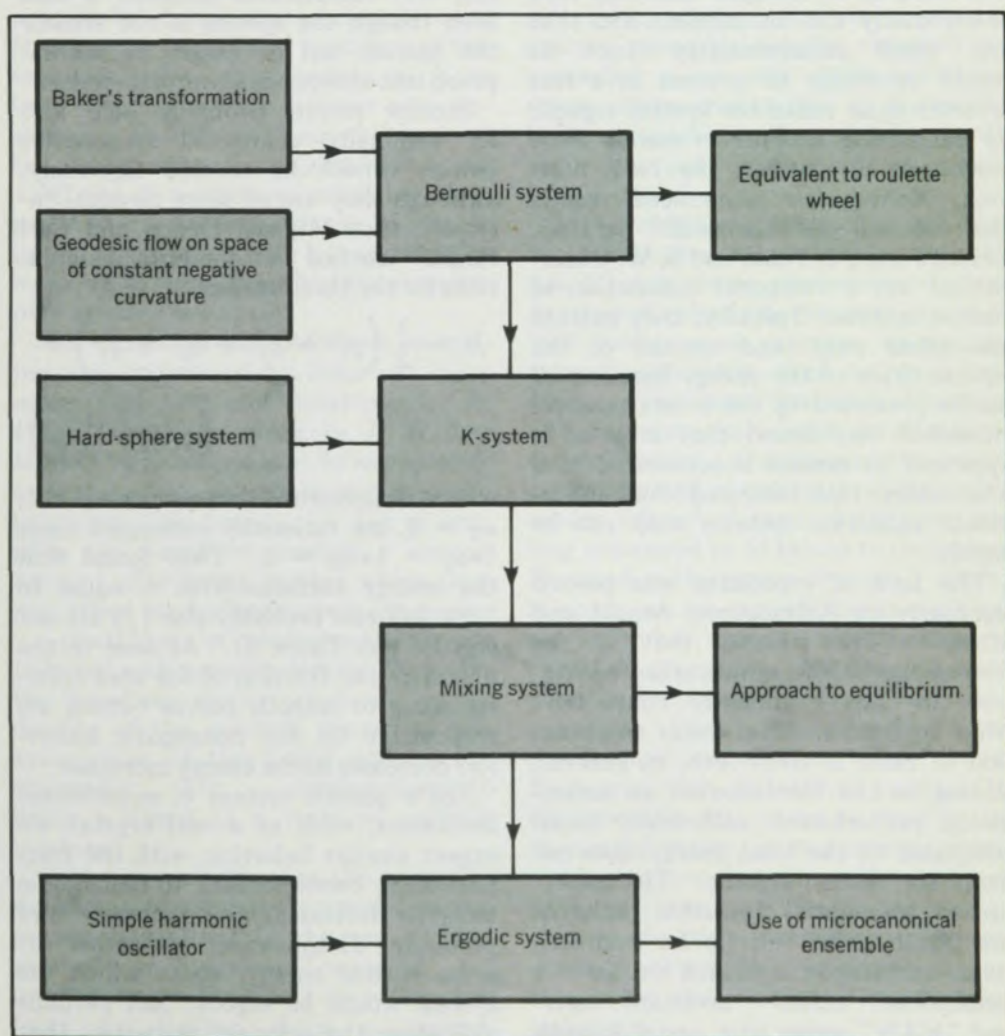 Baker's transformation
Bernoulli system
Equivalent to roulette
wheel
Geodesic flow on space
of constant negative
curvature
Hard-sphere system
K-system
Mixing system
Approach to equilibrium
Simple harmonic
oscillator
Ergodic system
Use of microcanonical
ensemble